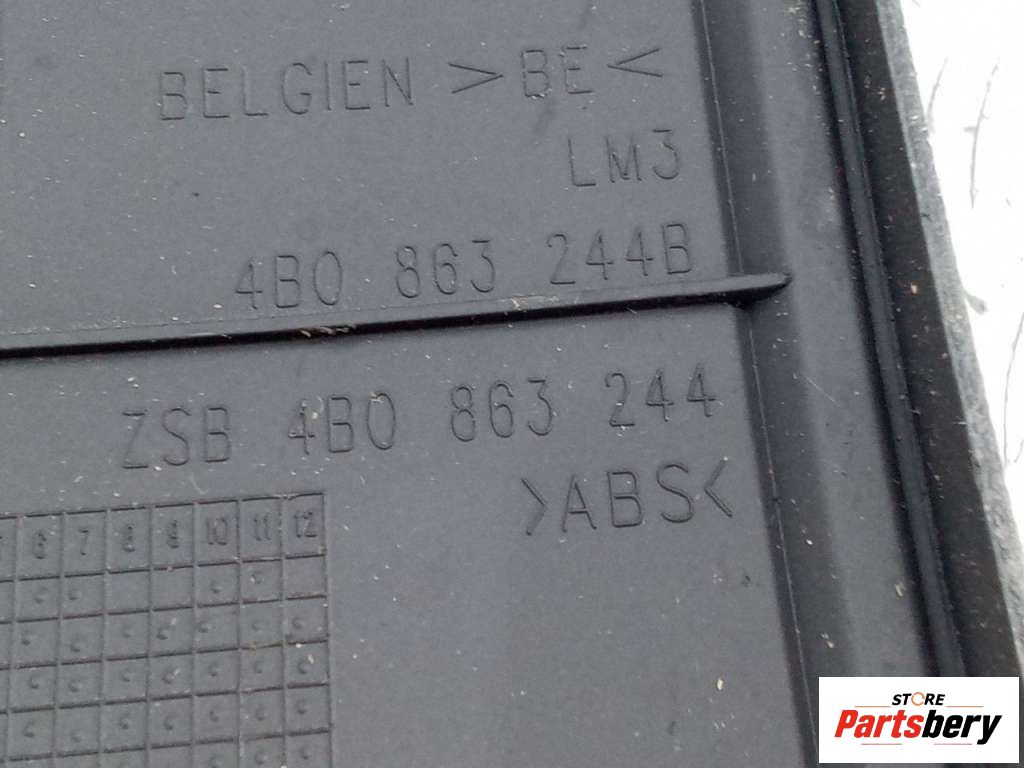 BELGIEN >BE<
LM3
4B0 863 244B
ZSB 4B0 863 244
>ABS<
6 7 8 9 10 11 12
STORE
Partsbery